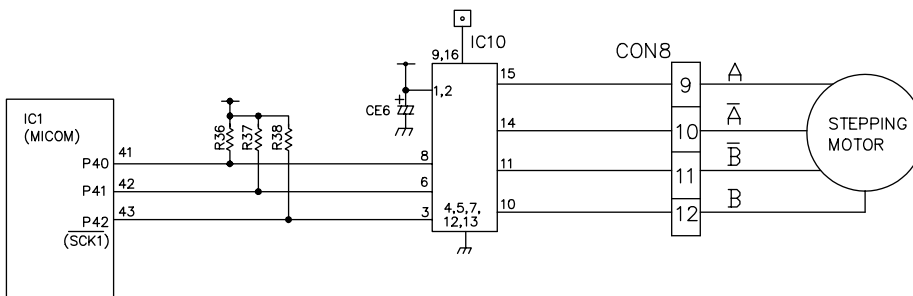 9,16
IC10
CON8
IC1
(MICOM)
R36
R37
R38
CE6
+
1,2
15
9
A
14
10
A̅
STEPPING
MOTOR
P40
41
8
11
11
B̅
P41
42
6
P42
43
3
4,5,7,
12,13
10
12
B
(S̅C̅K̅1̅)